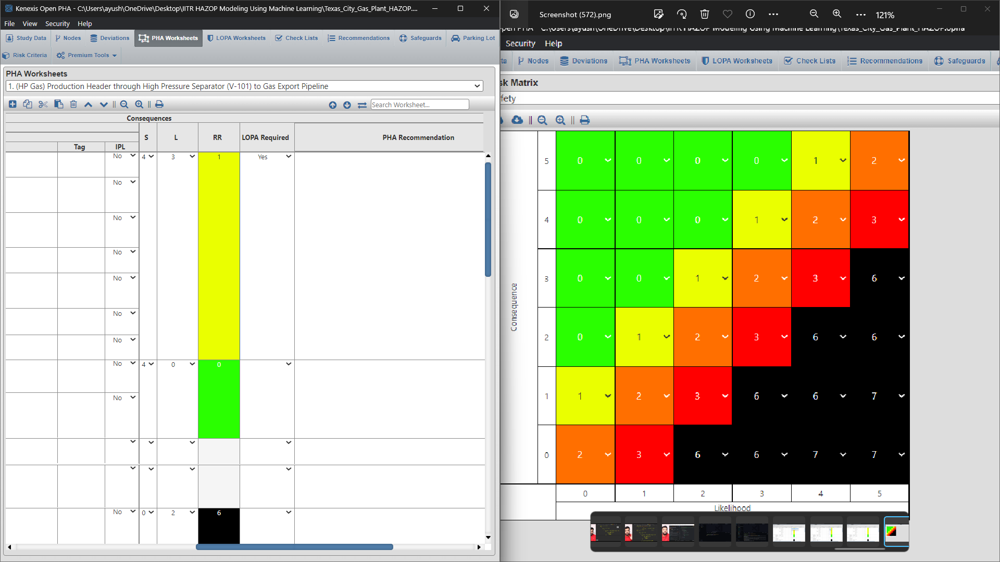 Kenexis Open PHA - C:\Users\ayush\OneDrive\Desktop\IITR HAZOP Modeling Using Machine Learning\Texas_City_Gas_Plant_HAZOP....
File View Security Help
Study Data Nodes Deviations PHA Worksheets LOPA Worksheets Check Lists Recommendations Safeguards Parking Lot
Risk Criteria Premium Tools
PHA Worksheets
1. (HP Gas) Production Header through High Pressure Separator (V-101) to Gas Export Pipeline
Search Worksheet...
Consequences
S L RR LOPA Required PHA Recommendation
Tag IPL
No 4 3 1 Yes
No
No
No
No
No
No
No 4 0 0
No
No 0 2 6
Screenshot (572).png 121%
Open PHA C:\Users\ayush\OneDrive\Desktop\IITR HAZOP Modeling Using Machine Learning\Texas_City_Gas_Plant_HAZOP.opha
Security Help
ta Nodes Deviations PHA Worksheets LOPA Worksheets Check Lists Recommendations Safeguards
sk Matrix
fety
Consequence
5 0 0 0 0 1 2
4 0 0 0 1 2 3
3 0 0 1 2 3 6
2 0 1 2 3 6 6
1 1 2 3 6 6 7
0 2 3 6 6 7 7
0 1 2 3 4 5
Likelihood